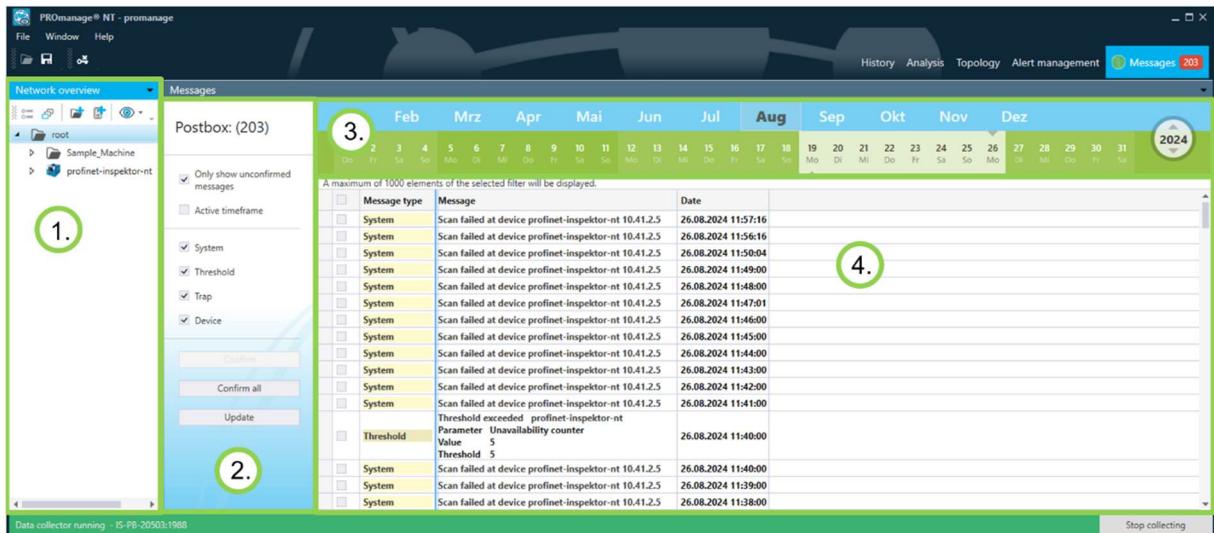 PROmanage® NT - promanage
File Window Help
History Analysis Topology Alert management Messages 203
Network overview
root
Sample_Machine
profinet-inspektor-nt
1.
Messages
Postbox: (203)
Only show unconfirmed
messages
Active timeframe
System
Threshold
Trap
Device
Confirm
Confirm all
Update
2.
3.
Feb Mrz Apr Mai Jun Jul Aug Sep Okt Nov Dez
2 3 4 5 6 7 8 9 10 11 12 13 14 15 16 17 18 19 20 21 22 23 24 25 26 27 28 29 30 31
Do Fr Sa So Mo Di Mi Do Fr Sa So Mo Di Mi Do Fr Sa So Mo Di Mi Do Fr Sa So Mo Di Mi Do Fr Sa
2024
A maximum of 1000 elements of the selected filter will be displayed.
Message type Message Date
System Scan failed at device profinet-inspektor-nt 10.41.2.5 26.08.2024 11:57:16
System Scan failed at device profinet-inspektor-nt 10.41.2.5 26.08.2024 11:56:16
System Scan failed at device profinet-inspektor-nt 10.41.2.5 26.08.2024 11:50:04
System Scan failed at device profinet-inspektor-nt 10.41.2.5 26.08.2024 11:49:00
System Scan failed at device profinet-inspektor-nt 10.41.2.5 26.08.2024 11:48:00
System Scan failed at device profinet-inspektor-nt 10.41.2.5 26.08.2024 11:47:01
System Scan failed at device profinet-inspektor-nt 10.41.2.5 26.08.2024 11:46:00
System Scan failed at device profinet-inspektor-nt 10.41.2.5 26.08.2024 11:45:00
System Scan failed at device profinet-inspektor-nt 10.41.2.5 26.08.2024 11:44:00
System Scan failed at device profinet-inspektor-nt 10.41.2.5 26.08.2024 11:43:00
System Scan failed at device profinet-inspektor-nt 10.41.2.5 26.08.2024 11:42:00
System Scan failed at device profinet-inspektor-nt 10.41.2.5 26.08.2024 11:41:00
Threshold exceeded profinet-inspektor-nt
Parameter Unavailability counter
Threshold 26.08.2024 11:40:00
Value 5
Threshold 5
System Scan failed at device profinet-inspektor-nt 10.41.2.5 26.08.2024 11:40:00
System Scan failed at device profinet-inspektor-nt 10.41.2.5 26.08.2024 11:39:00
System Scan failed at device profinet-inspektor-nt 10.41.2.5 26.08.2024 11:38:00
4.
Data collector running - IS-PB-20503:1988
Stop collecting